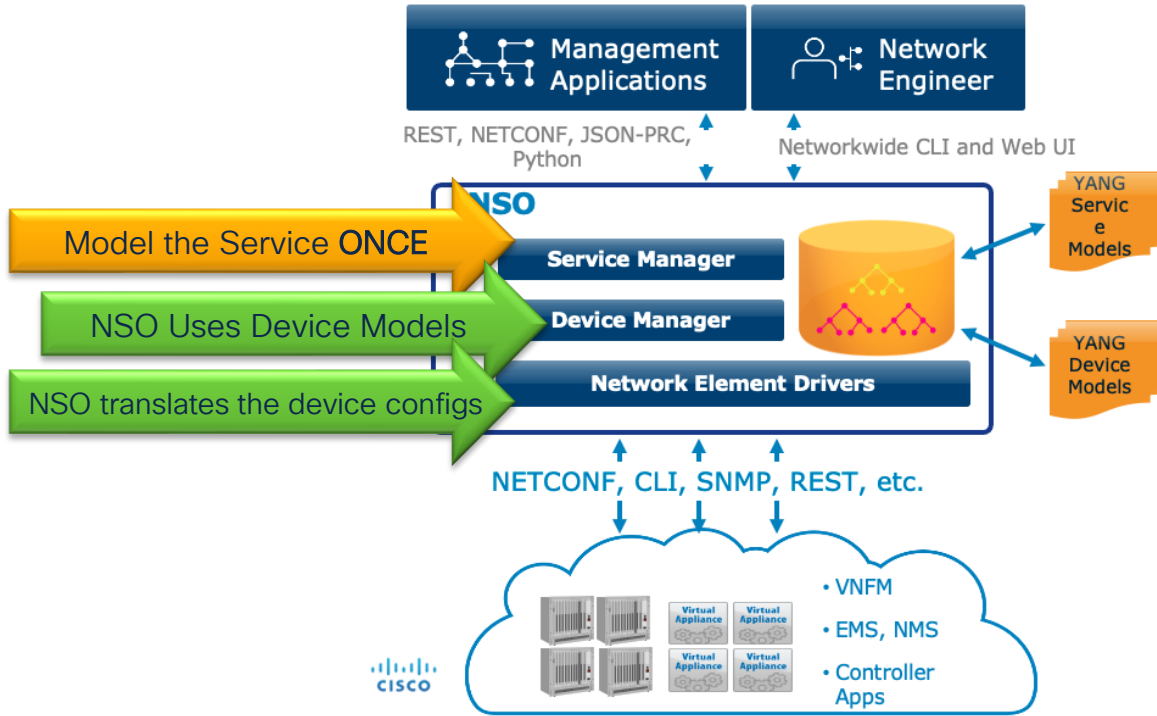 Management
Applications
Network
Engineer
REST, NETCONF, JSON-PRC,
Python
Networkwide CLI and Web UI
NSO
YANG
Servic
e
Models
Model the Service ONCE
Service Manager
NSO Uses Device Models
Device Manager
YANG
Device
Models
NSO translates the device configs
Network Element Drivers
NETCONF, CLI, SNMP, REST, etc.
• VNFM
• EMS, NMS
• Controller
Apps
Virtual
Appliance
Virtual
Appliance
Virtual
Appliance
Virtual
Appliance
CISCO